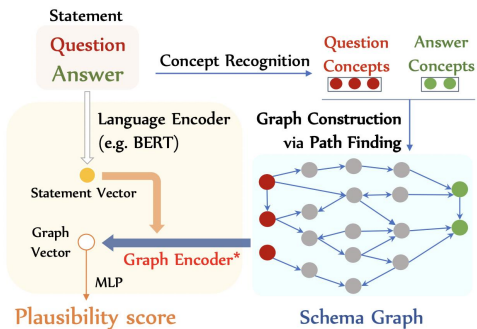 Statement
Question
Answer
Concept Recognition
Question
Concepts
Answer
Concepts
Language Encoder
(e.g. BERT)
Graph Construction
via Path Finding
Statement Vector
Graph
Vector
Graph Encoder*
MLP
Plausibility score
Schema Graph